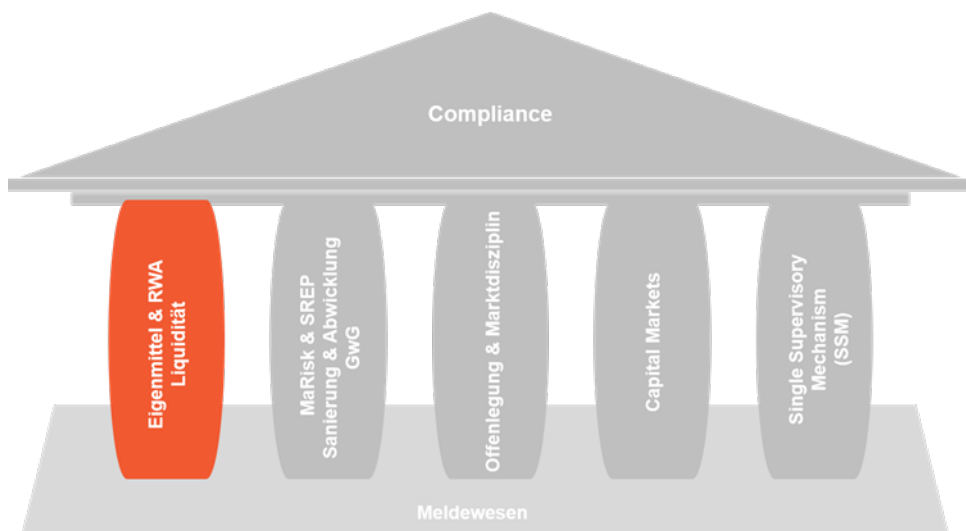 Compliance
Eigenmittel & RWA
Liquidität
MaRisk & SREP
Sanierung & Abwicklung
GwG
Offenlegung & Marktdisziplin
Capital Markets
Single Supervisory
Mechanism
(SSM)
Meldewesen